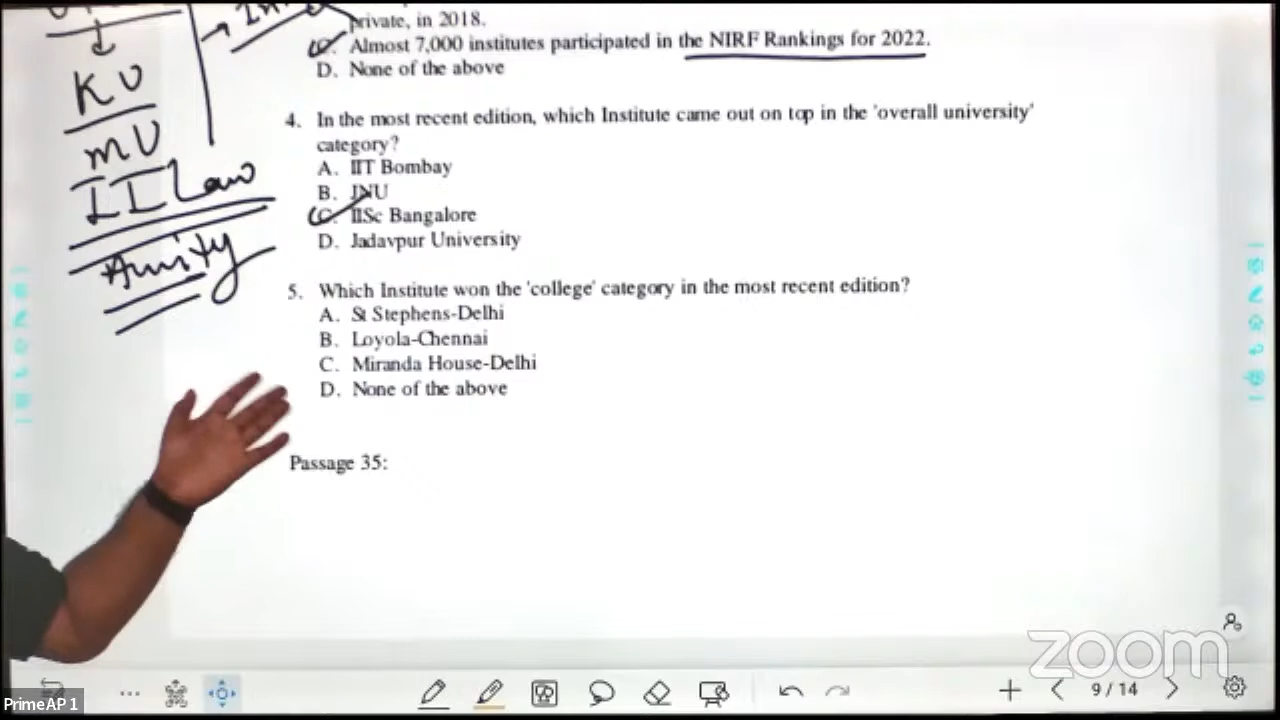 private, in 2018.
C. Almost 7,000 institutes participated in the NIRF Rankings for 2022.
D. None of the above
KU
MU
IILaw
Amity
4. In the most recent edition, which Institute came out on top in the 'overall university'
category?
A. IIT Bombay
B. JNU
C. IISc Bangalore
D. Jadavpur University
5. Which Institute won the 'college' category in the most recent edition?
A. St Stephens-Delhi
B. Loyola-Chennai
C. Miranda House-Delhi
D. None of the above
Passage 35:
zoom
PrimeAP 1
9 / 14